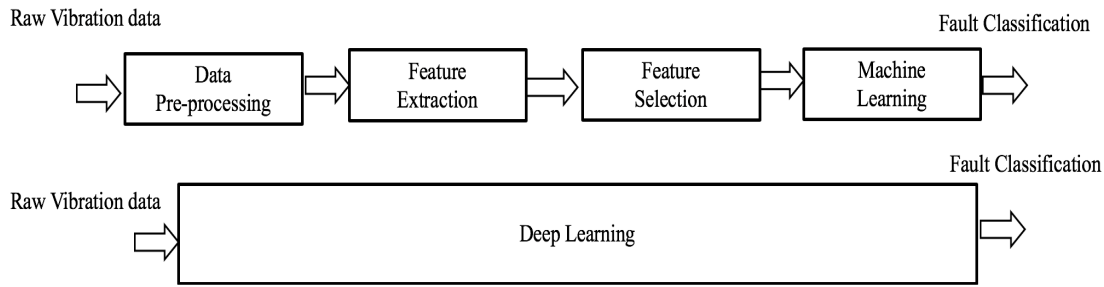 Raw Vibration data
Fault Classification
Data
Pre-processing
Feature
Extraction
Feature
Selection
Machine
Learning
Fault Classification
Raw Vibration data
Deep Learning